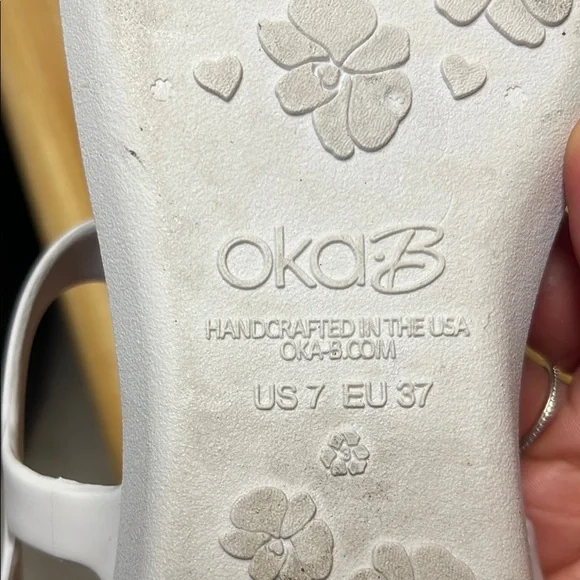 oka·B
HANDCRAFTED IN THE USA
OKA-B.COM
US 7 EU 37